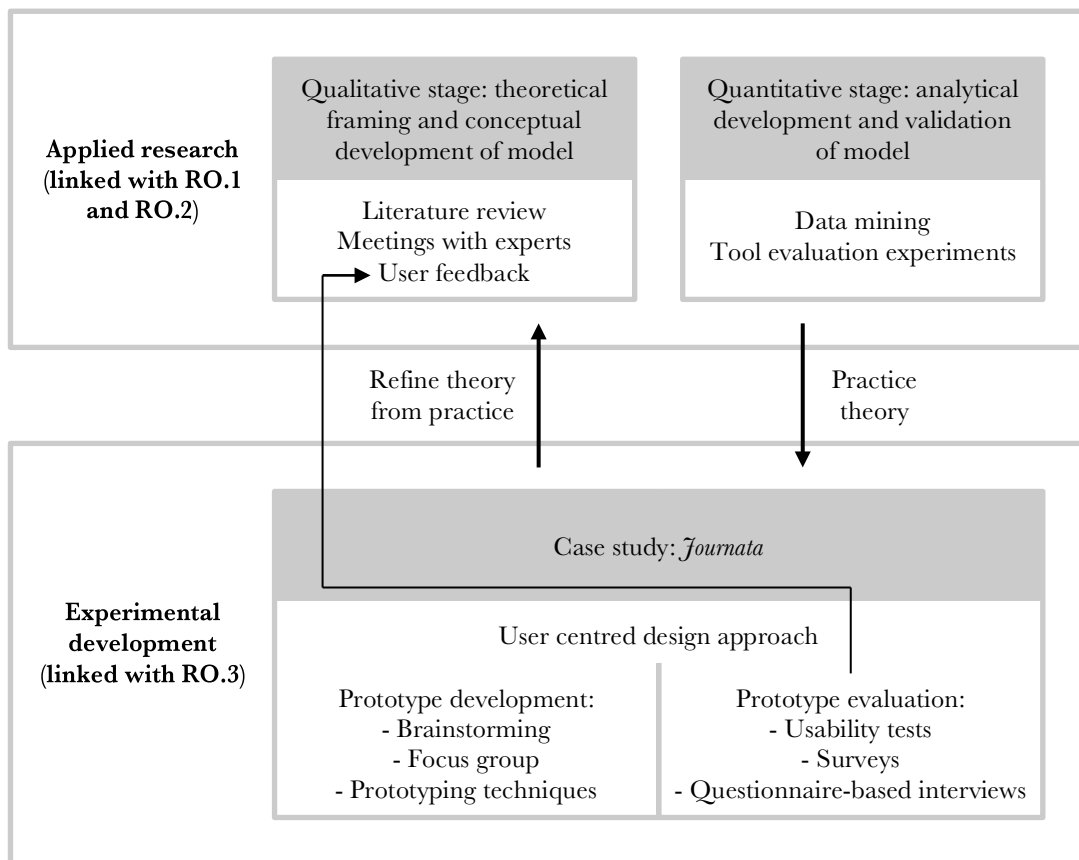 Qualitative stage: theoretical
framing and conceptual
development of model
Quantitative stage: analytical
development and validation
of model
Applied research
(linked with RO.1
and RO.2)
Literature review
Meetings with experts
User feedback
Data mining
Tool evaluation experiments
Refine theory
from practice
Practice
theory
Case study: Journata
Experimental
development
(linked with RO.3)
User centred design approach
Prototype development:
- Brainstorming
- Focus group
- Prototyping techniques
Prototype evaluation:
- Usability tests
- Surveys
- Questionnaire-based interviews